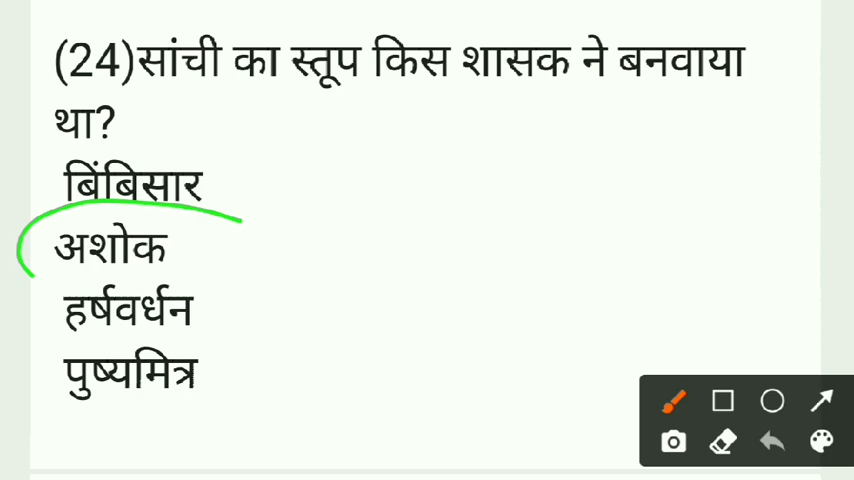 (24)सांची का स्तूप किस शासक ने बनवाया
था?
बिंबिसार
अशोक
हर्षवर्धन
पुष्यमित्र